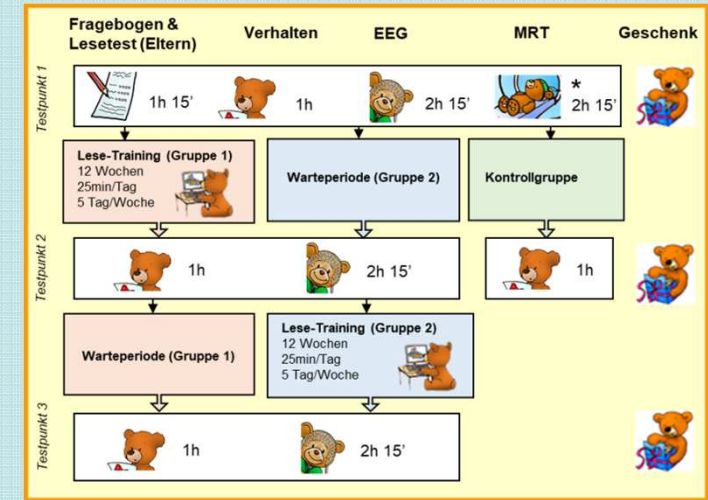 Fragebogen &
Lesetest (Eltern)
Verhalten
EEG
MRT
Geschenk
Testpunkt 1
1h 15'
1h
2h 15'
*
2h 15'
Lese-Training (Gruppe 1)
12 Wochen
25min/Tag
5 Tag/Woche
Warteperiode (Gruppe 2)
Kontrollgruppe
Testpunkt 2
1h
2h 15'
1h
Warteperiode (Gruppe 1)
Lese-Training (Gruppe 2)
12 Wochen
25min/Tag
5 Tag/Woche
Testpunkt 3
1h
2h 15'